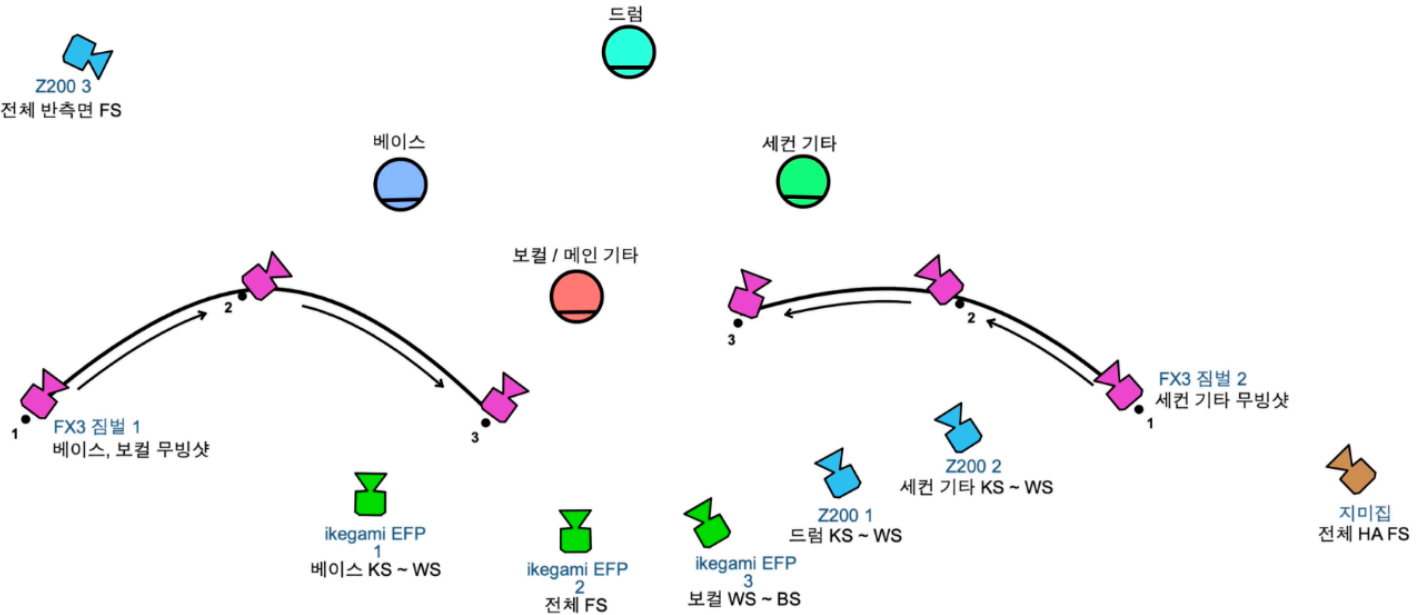 드럼
Z200 3
전체 반측면 FS
베이스
세컨 기타
보컬 / 메인 기타
2
3
2
1
FX3 짐벌 1
베이스, 보컬 무빙샷
3
FX3 짐벌 2
세컨 기타 무빙샷
1
ikegami EFP
1
베이스 KS ~ WS
ikegami EFP
2
전체 FS
ikegami EFP
3
보컬 WS ~ BS
Z200 1
드럼 KS ~ WS
Z200 2
세컨 기타 KS ~ WS
지미집
전체 HA FS